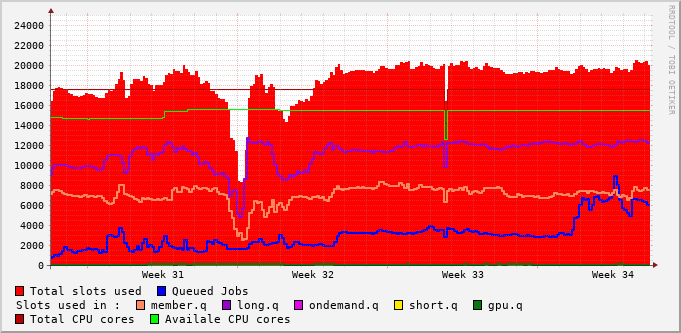 RRDTOOL / TOBI OETIKER
24000
22000
20000
18000
16000
14000
12000
10000
8000
6000
4000
2000
0
Week 31 Week 32 Week 33 Week 34
Total slots used Queued Jobs
Slots used in : member.q long.q ondemand.q short.q gpu.q
Total CPU cores Availale CPU cores